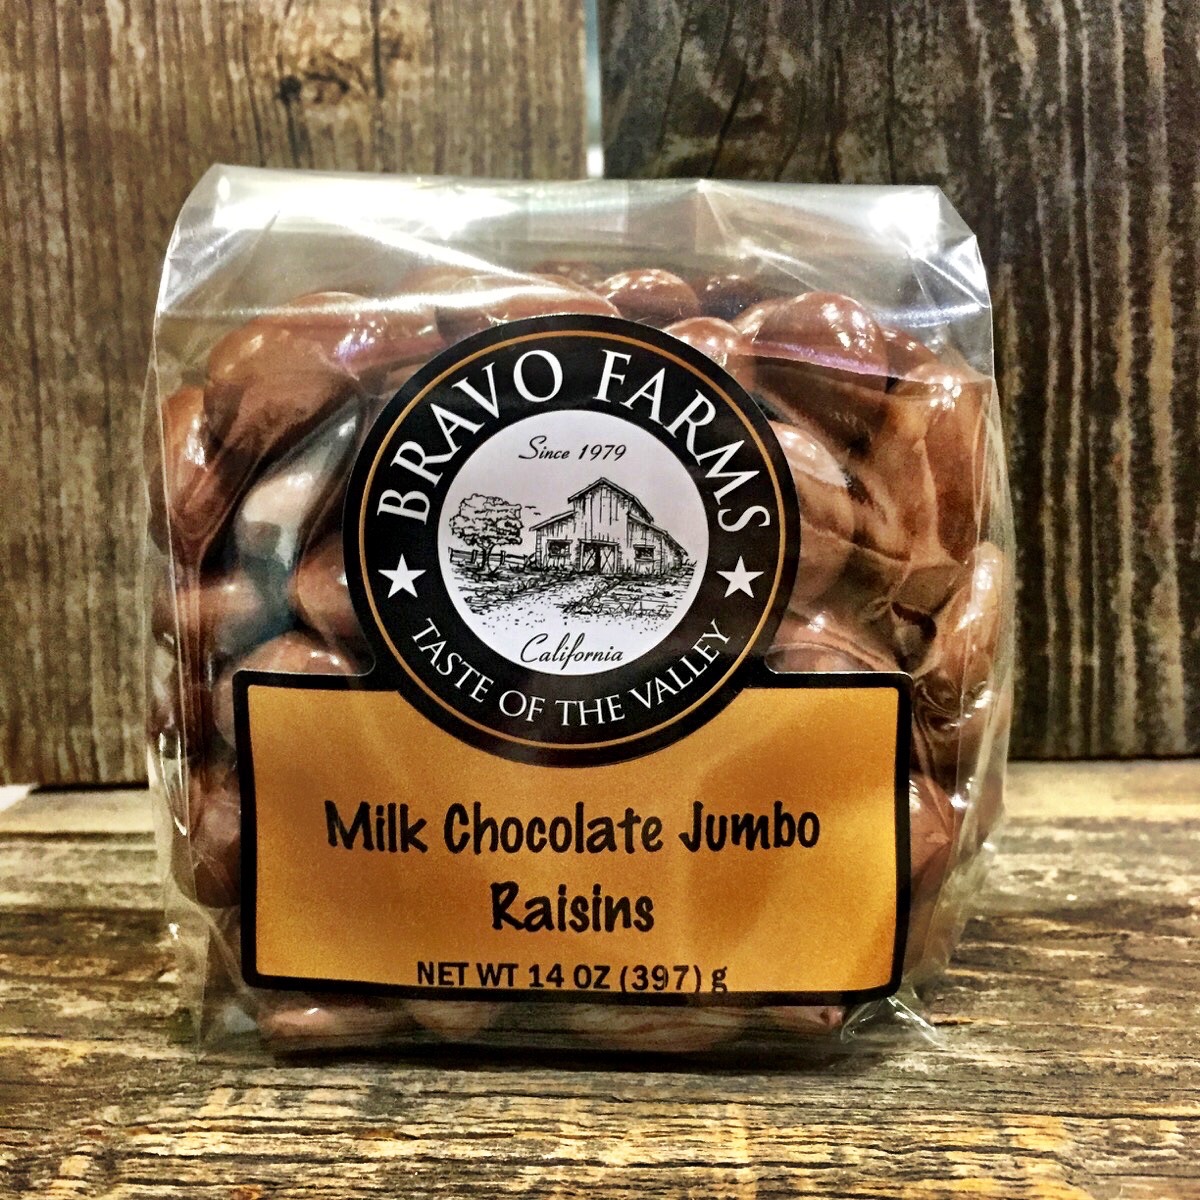 BRAVO FARMS
Since 1979
California
TASTE OF THE VALLEY
Milk Chocolate Jumbo
Raisins
NET WT 14 OZ (397) g